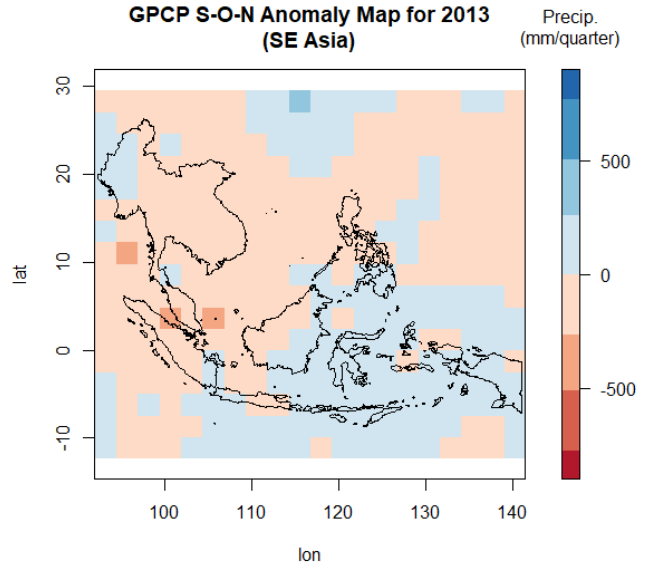 GPCP S-O-N Anomaly Map for 2013
(SE Asia)
Precip.
(mm/quarter)
30
20
10
0
-10
lat
100
110
120
130
140
lon
500
0
-500